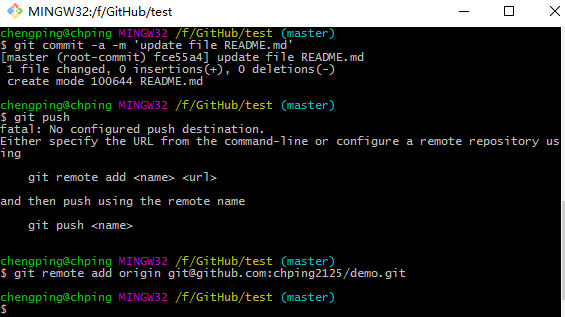 MINGW32:/f/GitHub/test
chengping@chping MINGW32 /f/GitHub/test (master)
$ git commit -a -m 'update file README.md'
[master (root-commit) fce55a4] update file README.md
 1 file changed, 0 insertions(+), 0 deletions(-)
 create mode 100644 README.md
chengping@chping MINGW32 /f/GitHub/test (master)
$ git push
fatal: No configured push destination.
Either specify the URL from the command-line or configure a remote repository us
ing
    git remote add <name> <url>
and then push using the remote name
    git push <name>
chengping@chping MINGW32 /f/GitHub/test (master)
$ git remote add origin git@github.com:chping2125/demo.git
chengping@chping MINGW32 /f/GitHub/test (master)
$